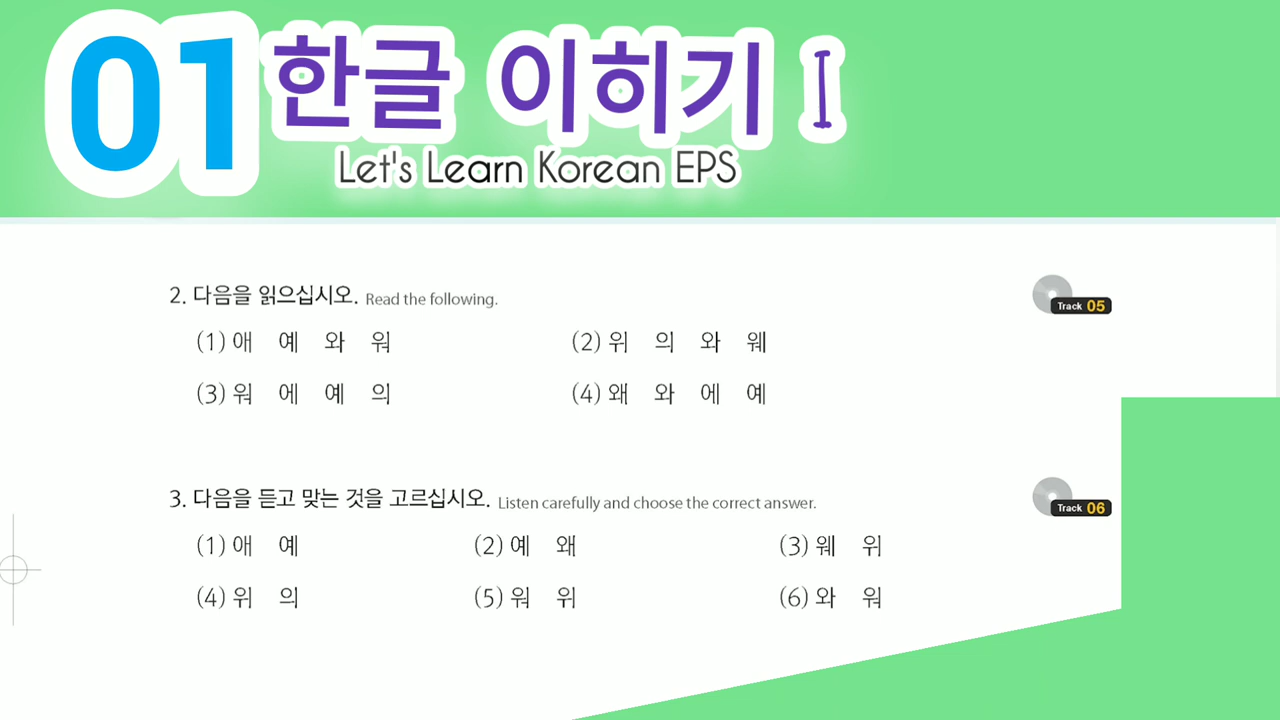 01 한글 이히기 I
Let's Learn Korean EPS
2. 다음을 읽으십시오. Read the following.
Track 05
(1) 애 예 와 워 (2) 위 의 와 웨
(3) 워 에 예 의 (4) 왜 와 에 예
3. 다음을 듣고 맞는 것을 고르십시오. Listen carefully and choose the correct answer.
Track 06
(1) 애 예 (2) 예 왜 (3) 웨 위
(4) 위 의 (5) 워 위 (6) 와 워